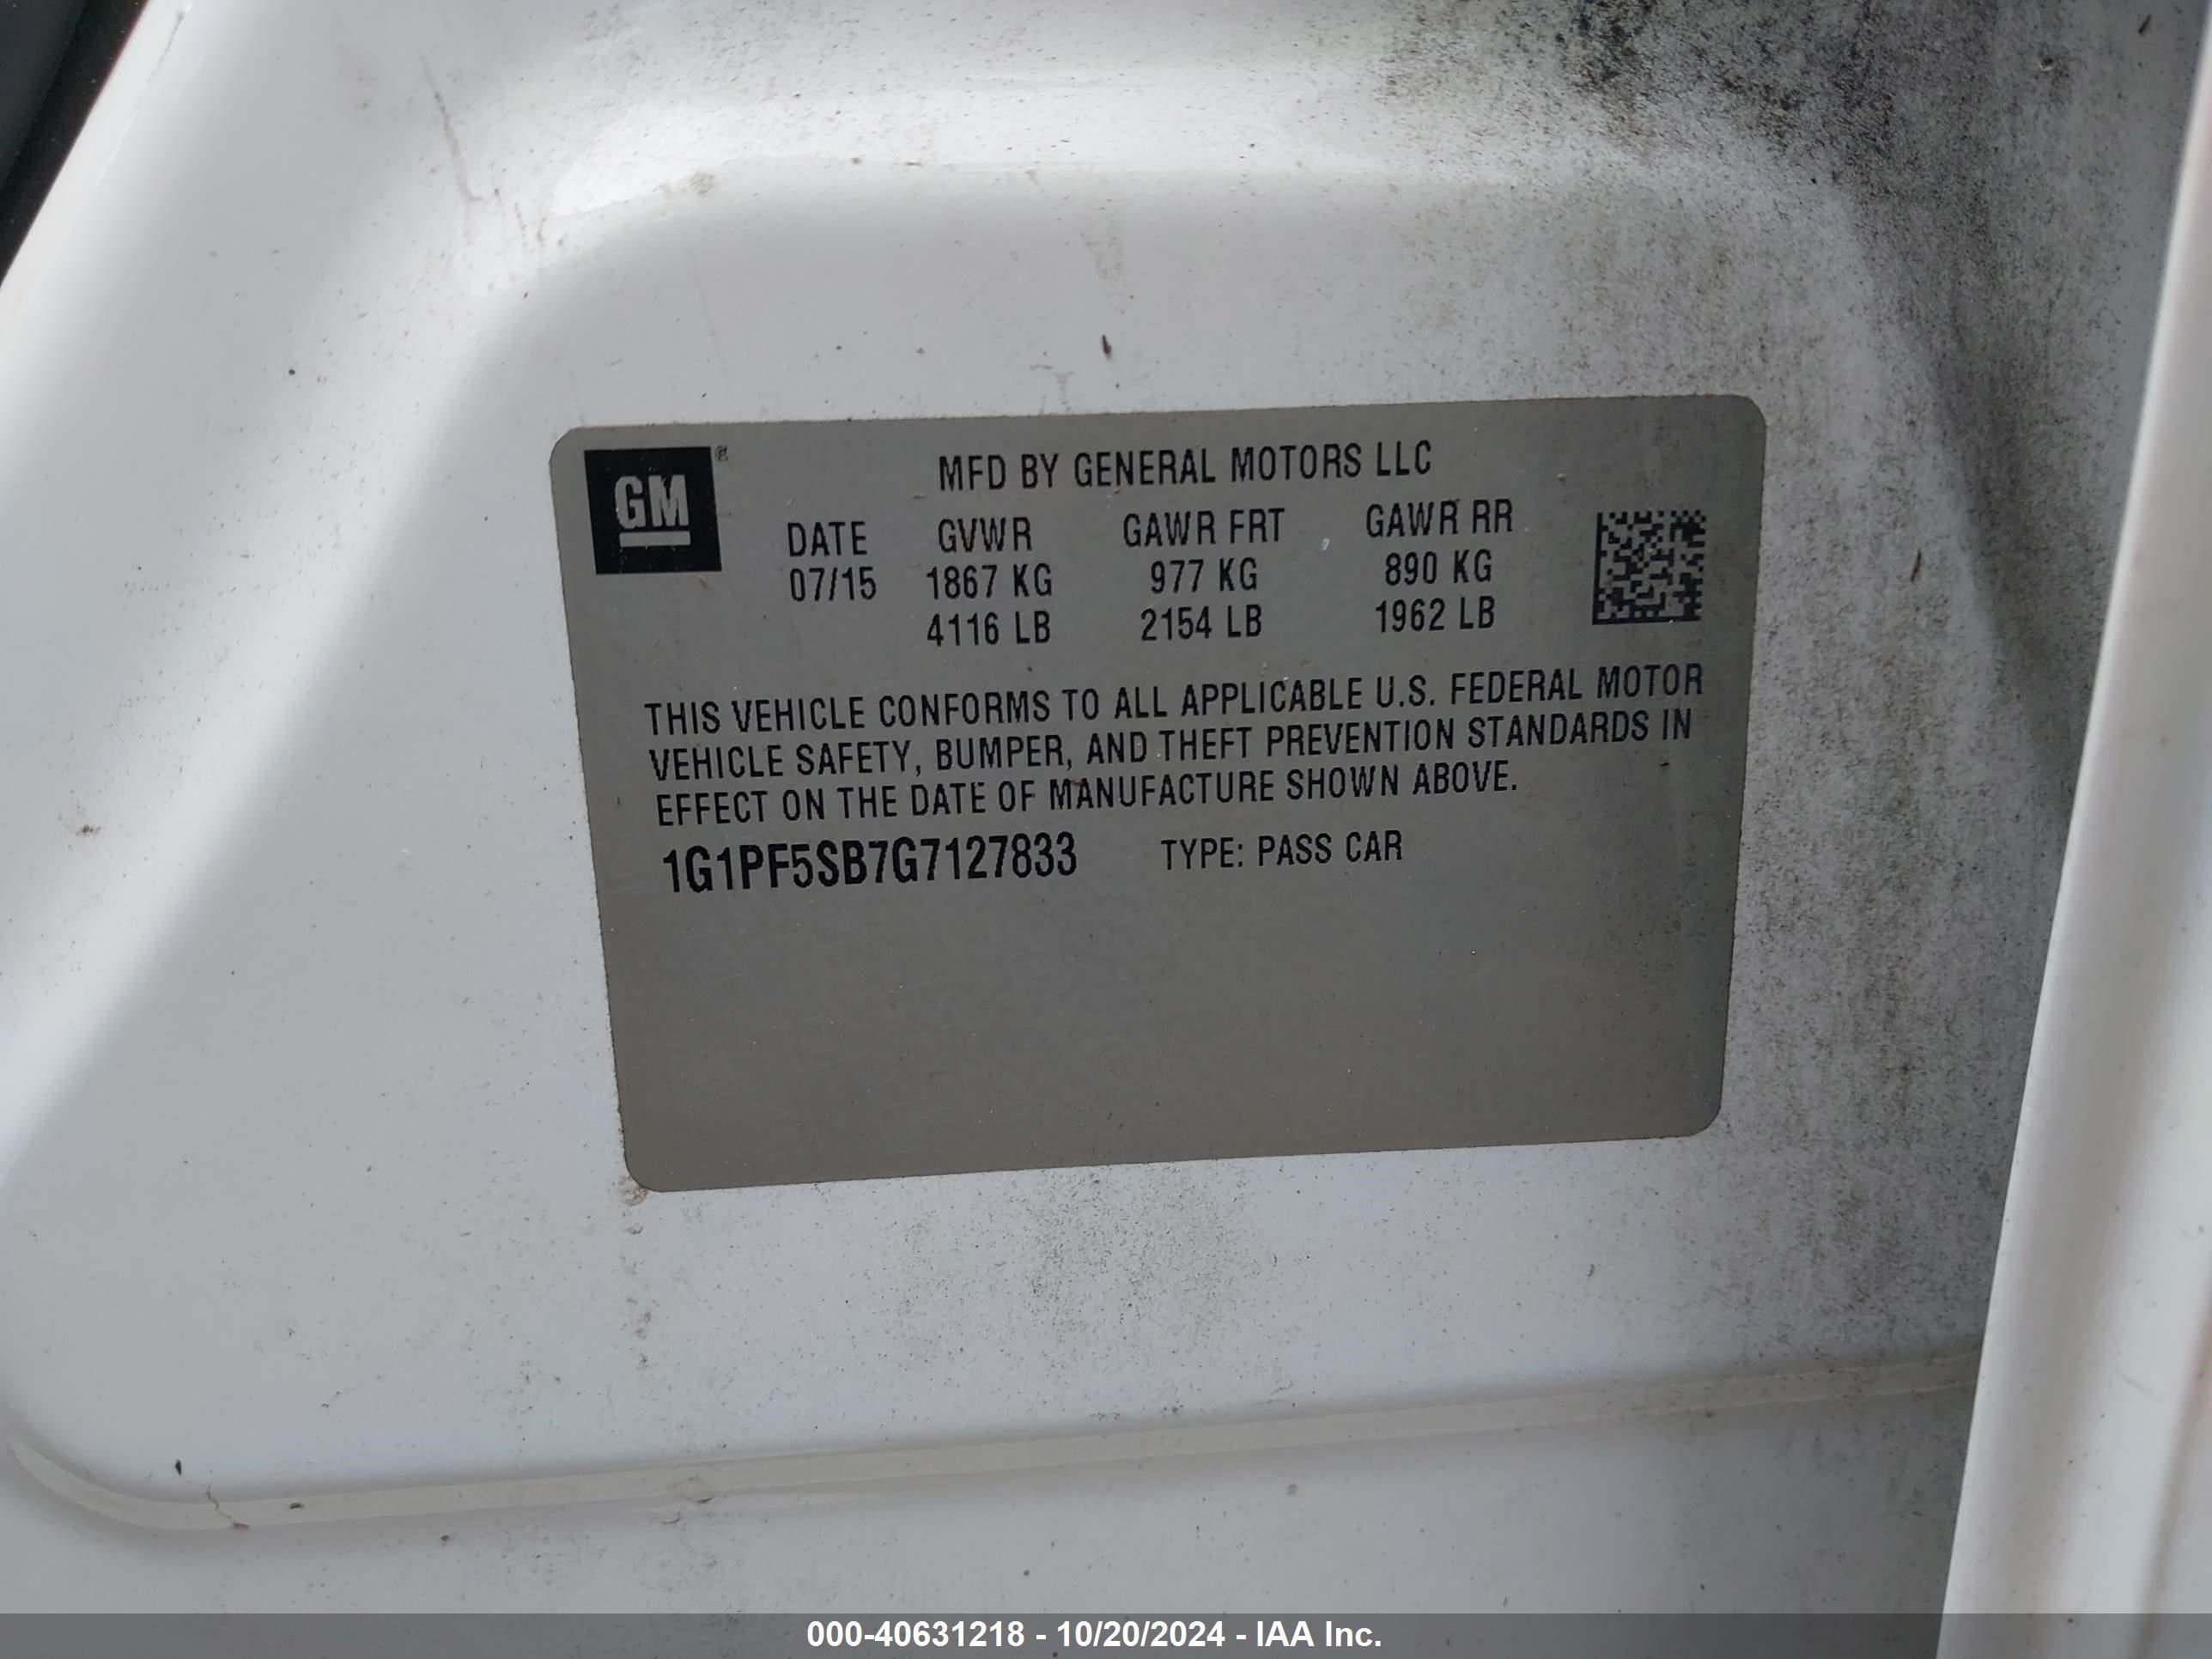 GM®
MFD BY GENERAL MOTORS LLC
DATE GVWR GAWR FRT GAWR RR
07/15 1867 KG 977 KG 890 KG
4116 LB 2154 LB 1962 LB
THIS VEHICLE CONFORMS TO ALL APPLICABLE U.S. FEDERAL MOTOR
VEHICLE SAFETY, BUMPER, AND THEFT PREVENTION STANDARDS IN
EFFECT ON THE DATE OF MANUFACTURE SHOWN ABOVE.
1G1PF5SB7G7127833 TYPE: PASS CAR
000-40631218 - 10/20/2024 - IAA Inc.